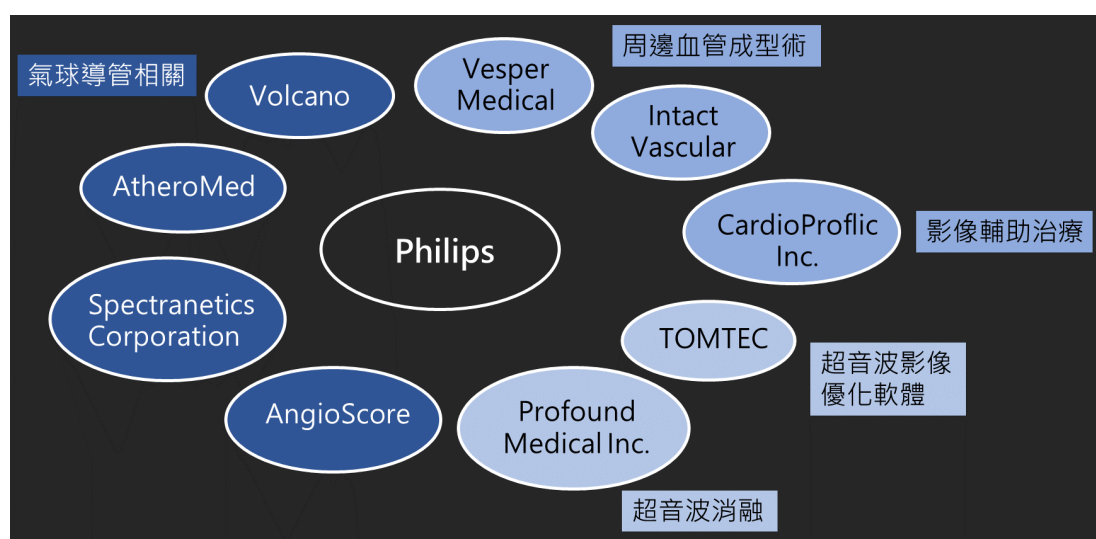 氣球導管相關
Volcano
Vesper
Medical
周邊血管成型術
Intact
Vascular
AtheroMed
Philips
CardioProflic
Inc.
影像輔助治療
Spectranetics
Corporation
TOMTEC
超音波影像
優化軟體
AngioScore
Profound
Medical Inc.
超音波消融